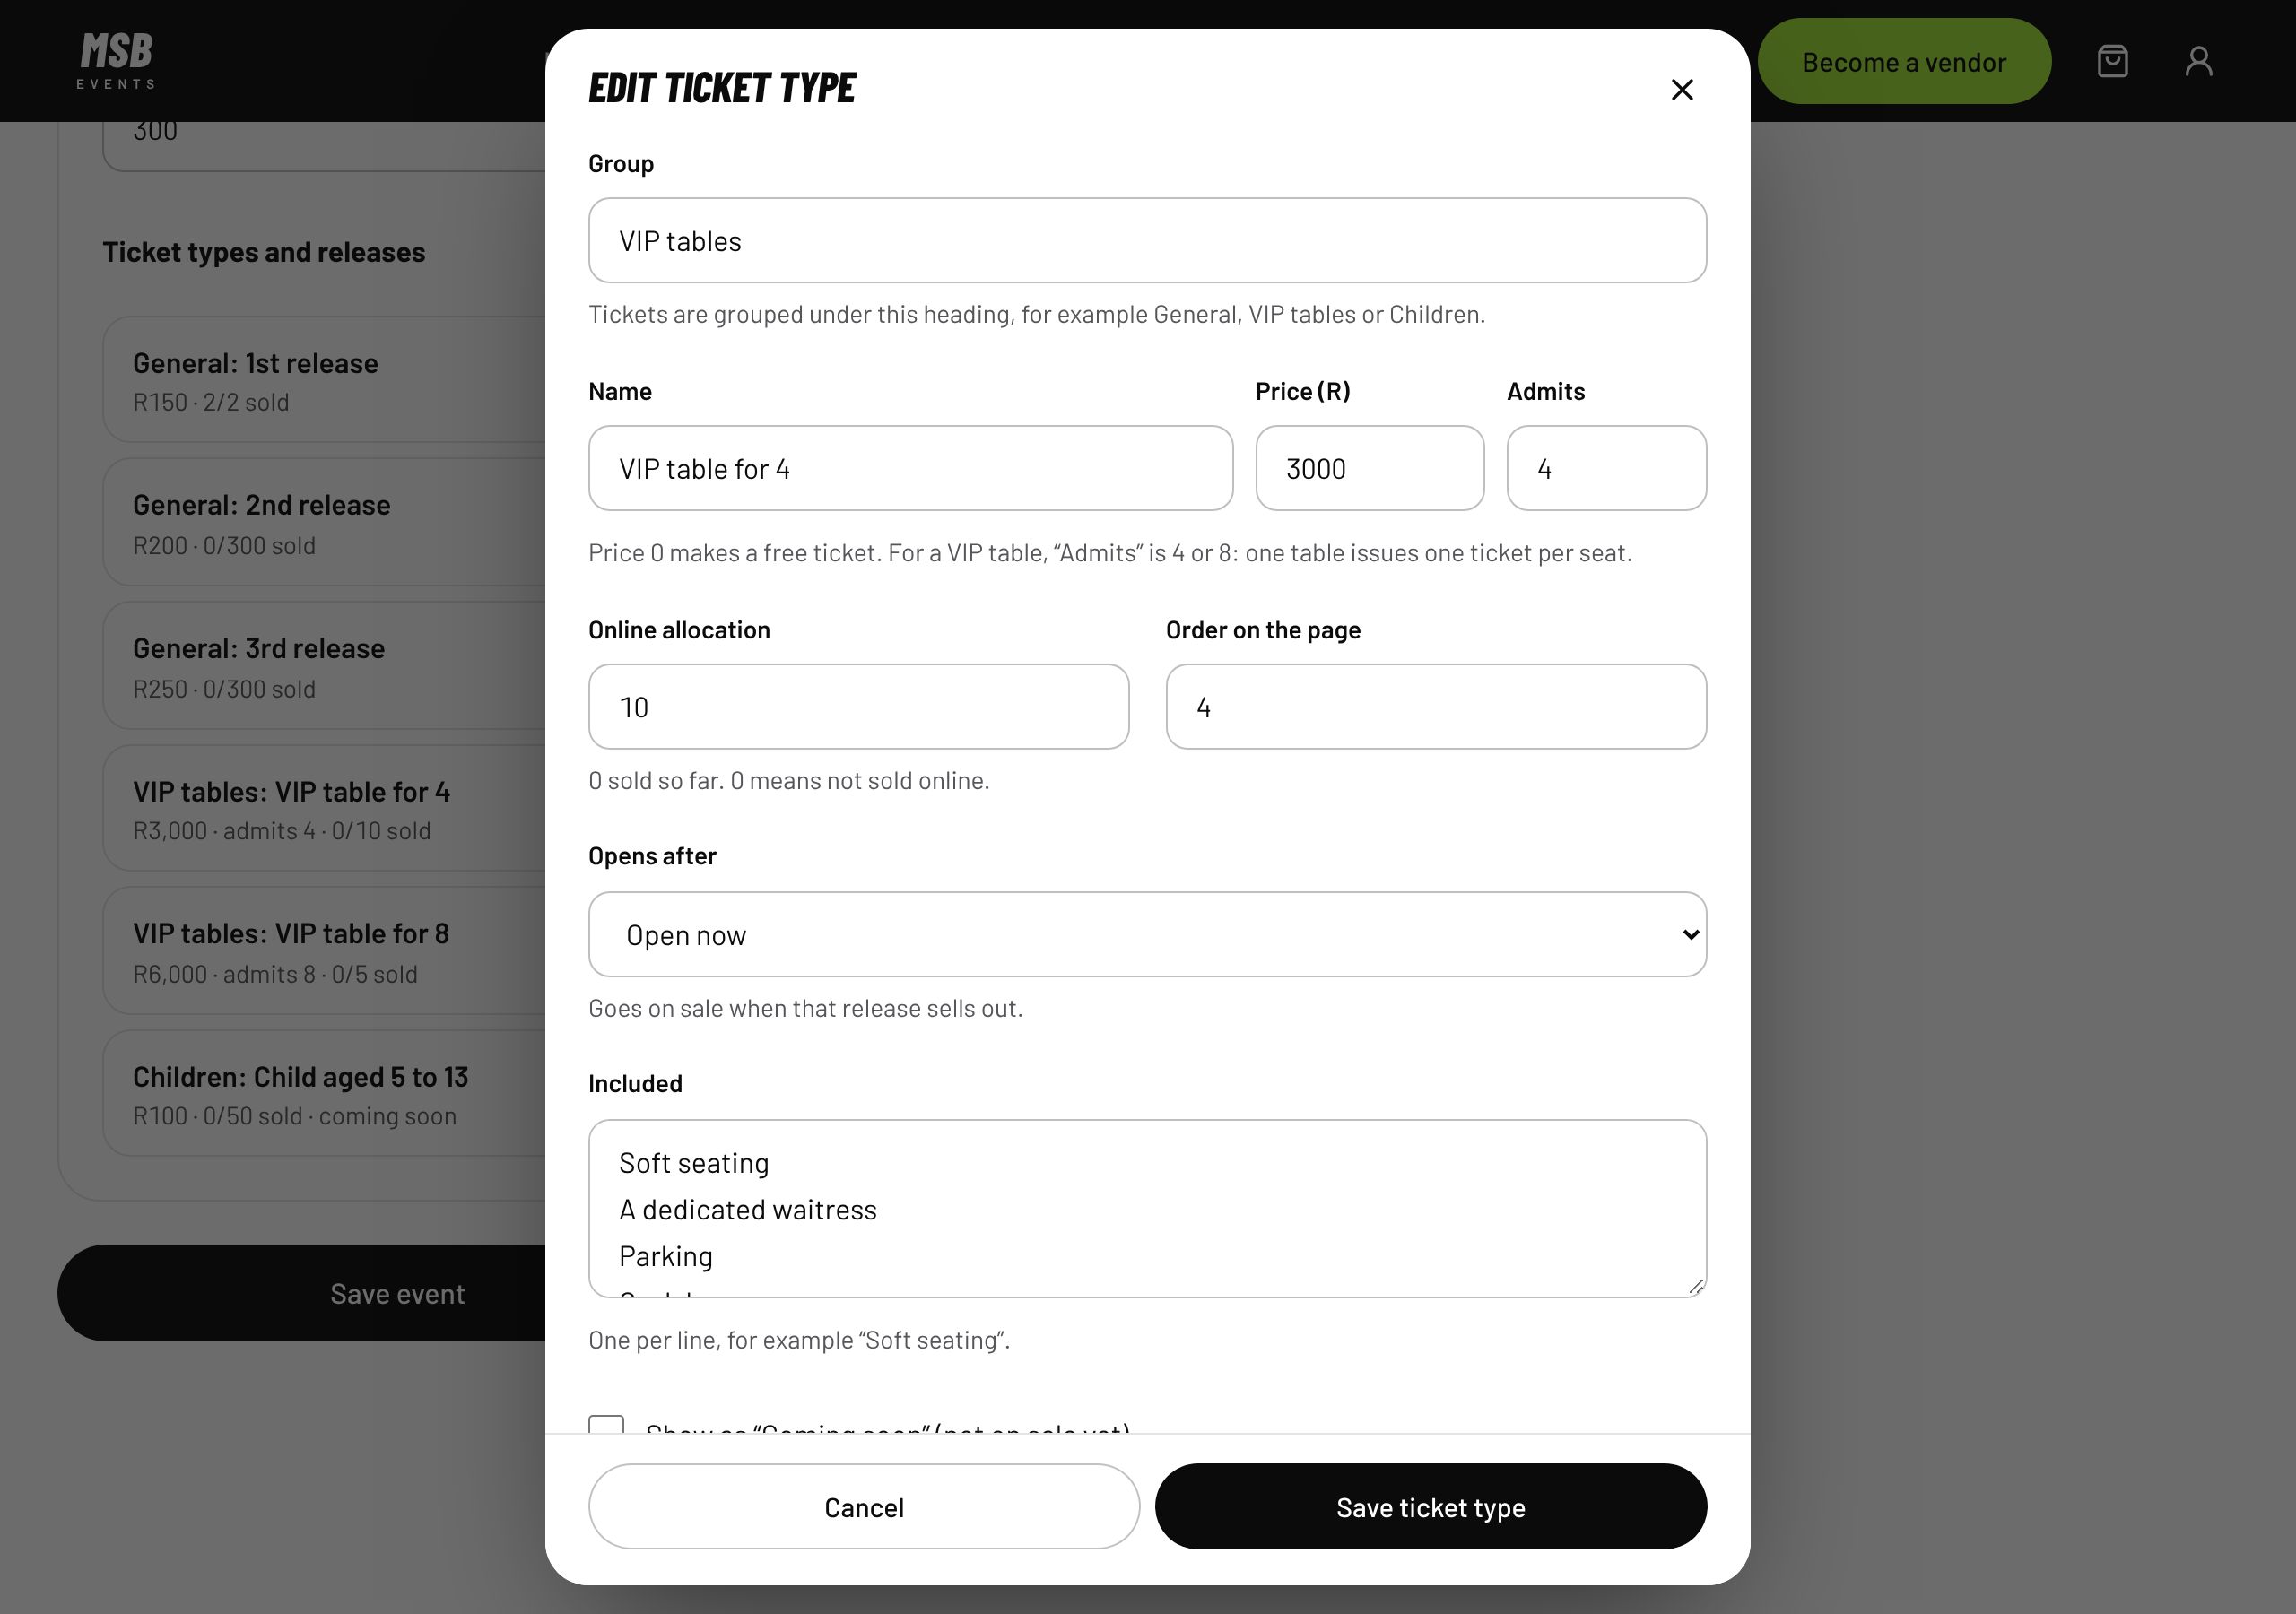 MSB
EVENTS
Become a vendor
300
Ticket types and releases
General: 1st release
R150 · 2/2 sold
General: 2nd release
R200 · 0/300 sold
General: 3rd release
R250 · 0/300 sold
VIP tables: VIP table for 4
R3,000 · admits 4 · 0/10 sold
VIP tables: VIP table for 8
R6,000 · admits 8 · 0/5 sold
Children: Child aged 5 to 13
R100 · 0/50 sold · coming soon
Save event
EDIT TICKET TYPE
Group
VIP tables
Tickets are grouped under this heading, for example General, VIP tables or Children.
Name
Price (R)
Admits
VIP table for 4
3000
4
Price 0 makes a free ticket. For a VIP table, “Admits” is 4 or 8: one table issues one ticket per seat.
Online allocation
Order on the page
10
4
0 sold so far. 0 means not sold online.
Opens after
Open now
Goes on sale when that release sells out.
Included
Soft seating
A dedicated waitress
Parking
One per line, for example “Soft seating”.
Show as “Coming soon” (not on sale yet)
Cancel
Save ticket type